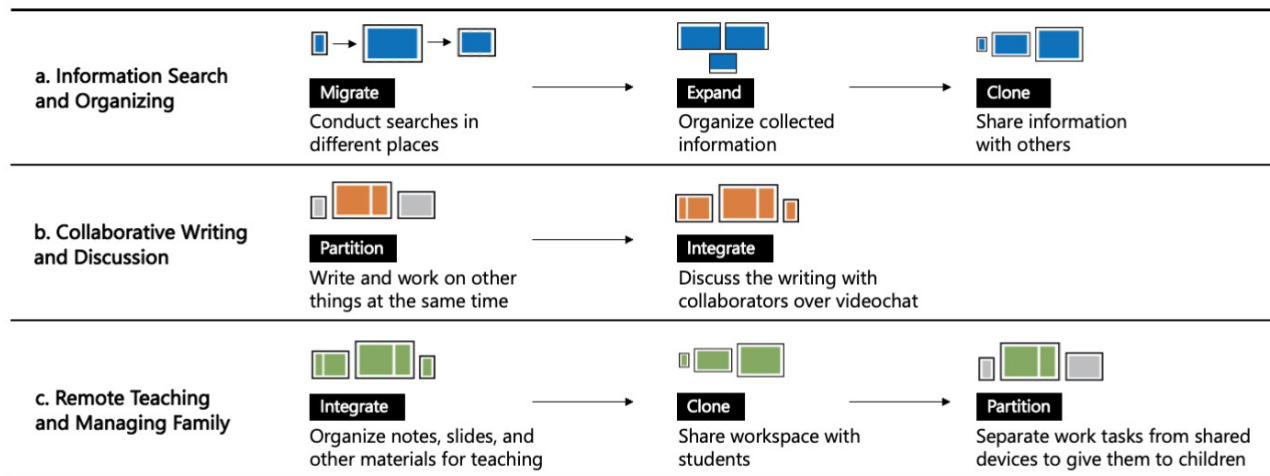 a. Information Search
and Organizing
Migrate
Conduct searches in
different places
Expand
Organize collected
information
Clone
Share information
with others
b. Collaborative Writing
and Discussion
Partition
Write and work on other
things at the same time
Integrate
Discuss the writing with
collaborators over videochat
c. Remote Teaching
and Managing Family
Integrate
Organize notes, slides, and
other materials for teaching
Clone
Share workspace with
students
Partition
Separate work tasks from shared
devices to give them to children